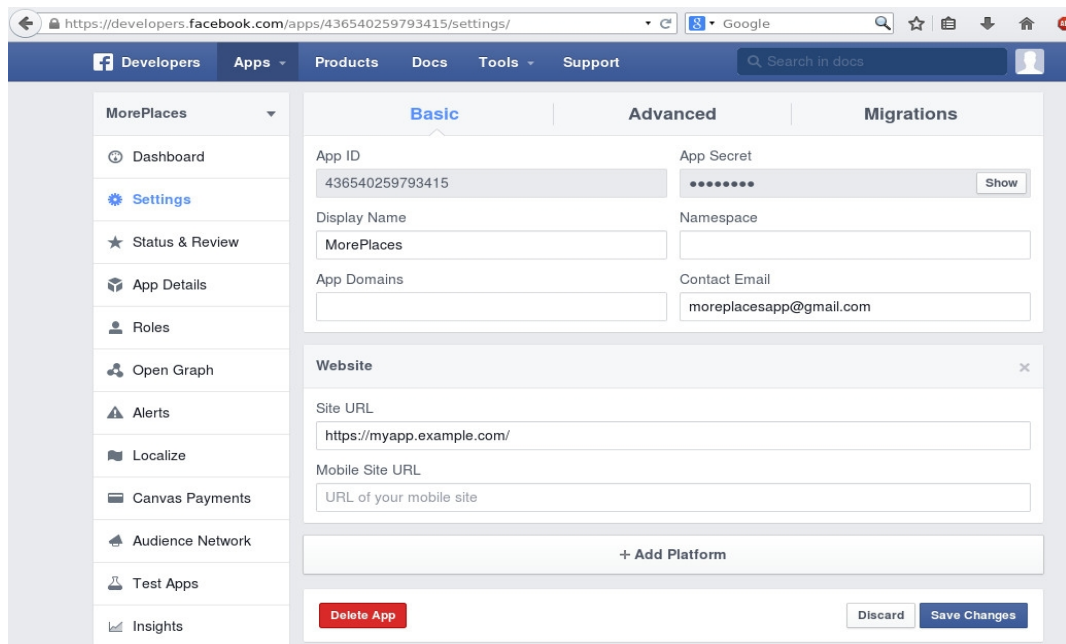 https://developers.facebook.com/apps/436540259793415/settings/
Google
Developers Apps Products Docs Tools Support Search in docs
MorePlaces
Dashboard
Settings
Status & Review
App Details
Roles
Open Graph
Alerts
Localize
Canvas Payments
Audience Network
Test Apps
Insights
Basic Advanced Migrations
App ID
436540259793415
App Secret
●●●●●●●● Show
Display Name
MorePlaces
Namespace
App Domains
Contact Email
moreplacesapp@gmail.com
Website
Site URL
https://myapp.example.com/
Mobile Site URL
URL of your mobile site
+ Add Platform
Delete App Discard Save Changes